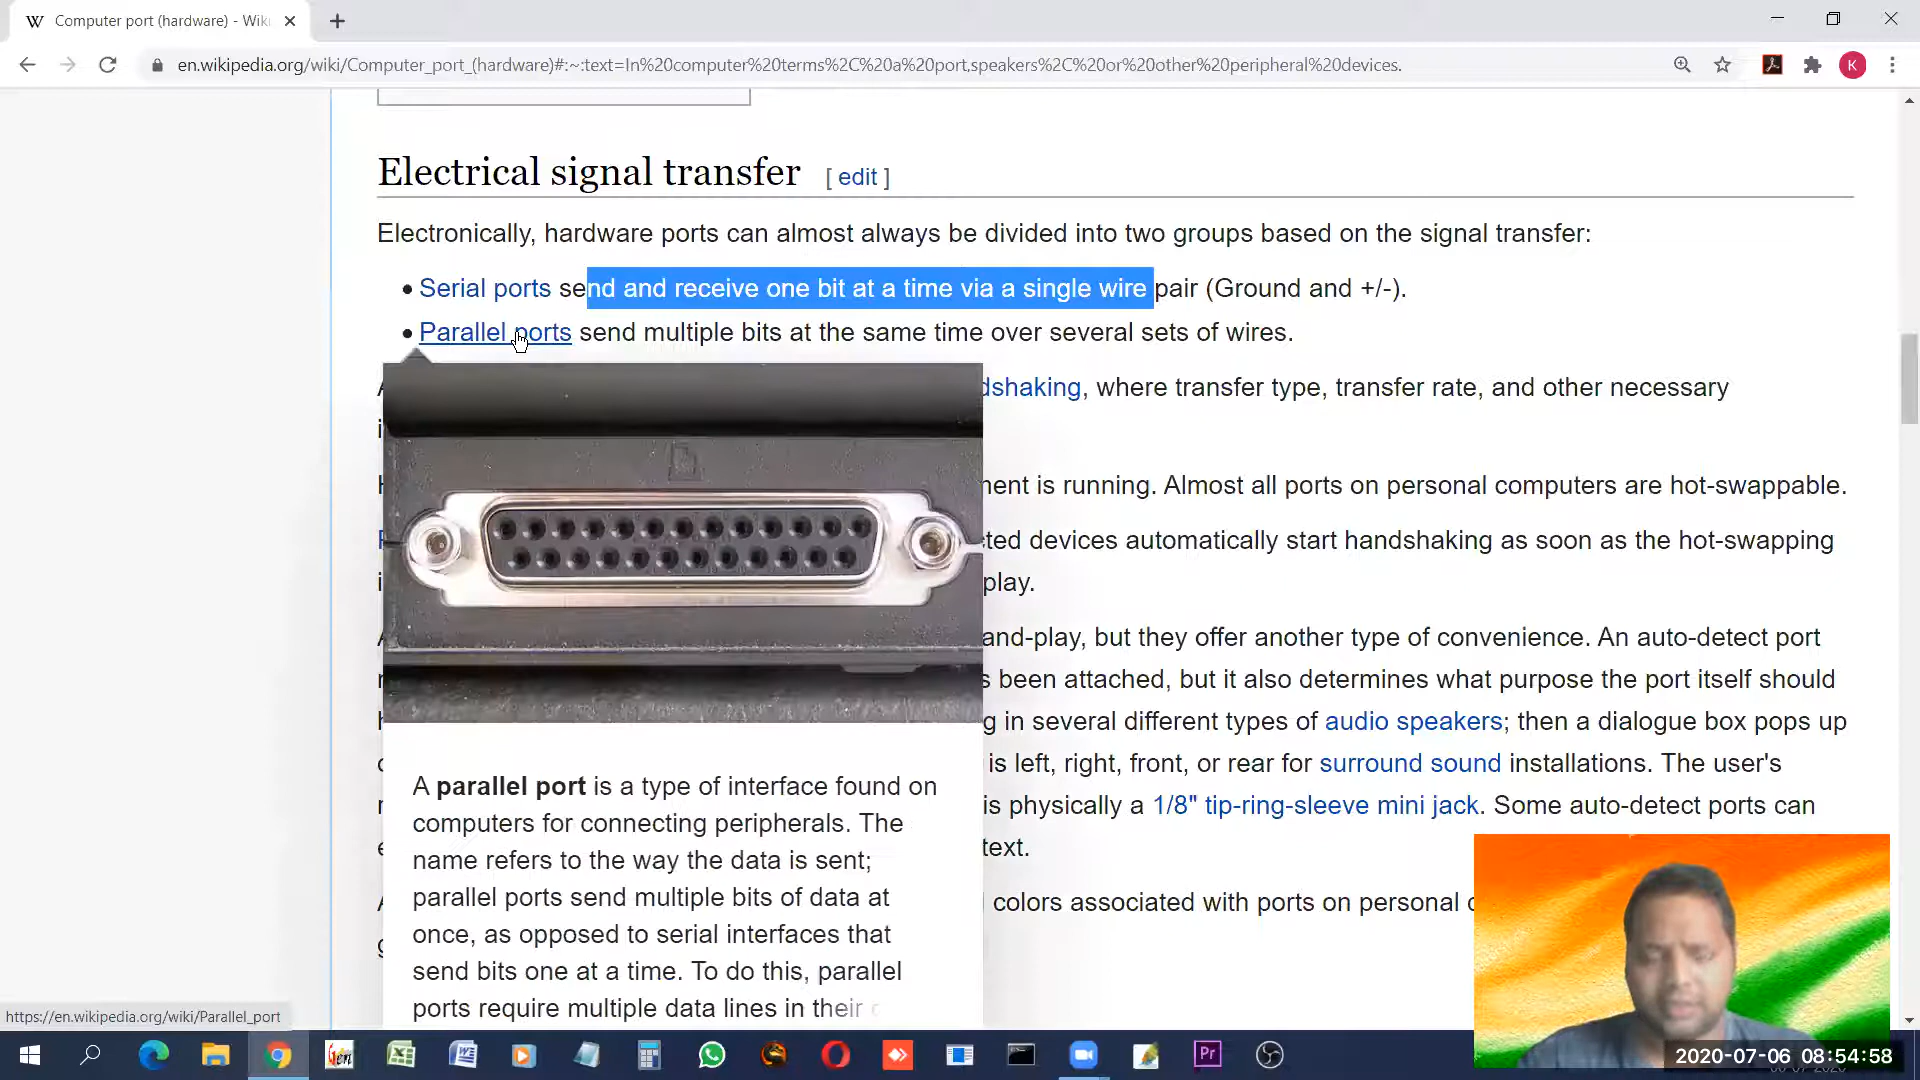 Computer port (hardware) - Wiki
en.wikipedia.org/wiki/Computer_port_(hardware)#:~:text=In%20computer%20terms%2C%20a%20port,speakers%2C%20or%20other%20peripheral%20devices.
K
Electrical signal transfer [ edit ]
Electronically, hardware ports can almost always be divided into two groups based on the signal transfer:
• Serial ports send and receive one bit at a time via a single wire pair (Ground and +/-).
• Parallel ports send multiple bits at the same time over several sets of wires.
dshaking, where transfer type, transfer rate, and other necessary
nent is running. Almost all ports on personal computers are hot-swappable.
cted devices automatically start handshaking as soon as the hot-swapping
play.
and-play, but they offer another type of convenience. An auto-detect port
s been attached, but it also determines what purpose the port itself should
g in several different types of audio speakers; then a dialogue box pops up
is left, right, front, or rear for surround sound installations. The user's
is physically a 1/8" tip-ring-sleeve mini jack. Some auto-detect ports can
text.
colors associated with ports on personal c
A parallel port is a type of interface found on
computers for connecting peripherals. The
name refers to the way the data is sent;
parallel ports send multiple bits of data at
once, as opposed to serial interfaces that
send bits one at a time. To do this, parallel
ports require multiple data lines in their
https://en.wikipedia.org/wiki/Parallel_port
Gen
Pr
2020-07-06 08:54:58